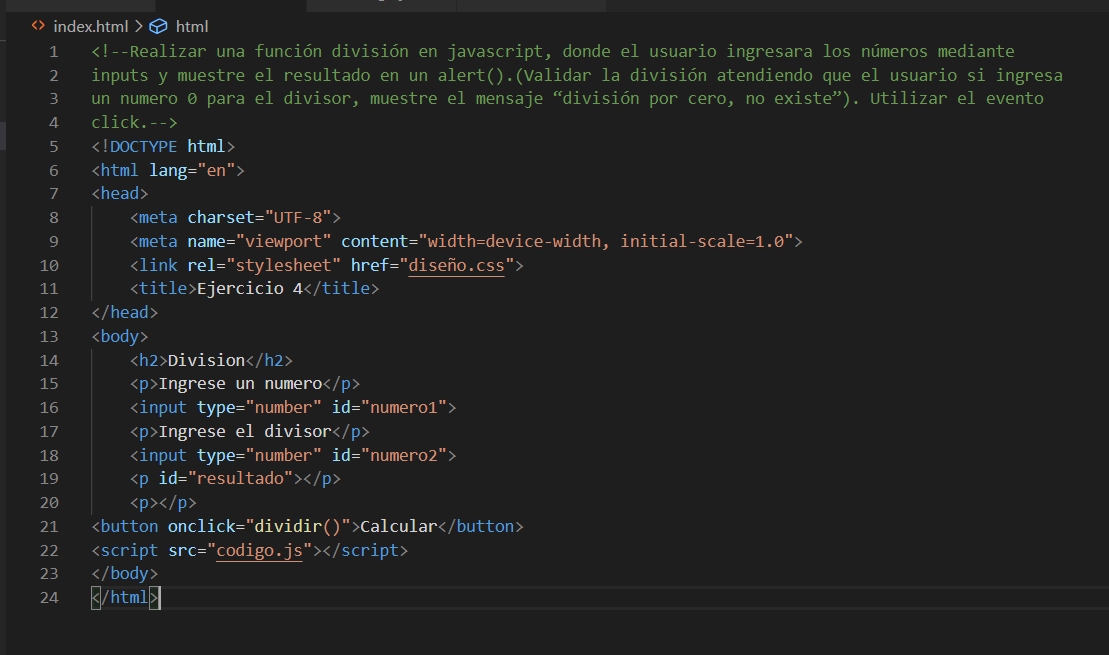 index.html > html
1 <!--Realizar una función división en javascript, donde el usuario ingresara los números mediante
2 inputs y muestre el resultado en un alert().(Validar la división atendiendo que el usuario si ingresa
3 un numero 0 para el divisor, muestre el mensaje “división por cero, no existe”). Utilizar el evento
4 click.-->
5 <!DOCTYPE html>
6 <html lang="en">
7 <head>
8     <meta charset="UTF-8">
9     <meta name="viewport" content="width=device-width, initial-scale=1.0">
10     <link rel="stylesheet" href="diseño.css">
11     <title>Ejercicio 4</title>
12 </head>
13 <body>
14     <h2>Division</h2>
15     <p>Ingrese un numero</p>
16     <input type="number" id="numero1">
17     <p>Ingrese el divisor</p>
18     <input type="number" id="numero2">
19     <p id="resultado"></p>
20     <p></p>
21 <button onclick="dividir()">Calcular</button>
22 <script src="codigo.js"></script>
23 </body>
24 </html>